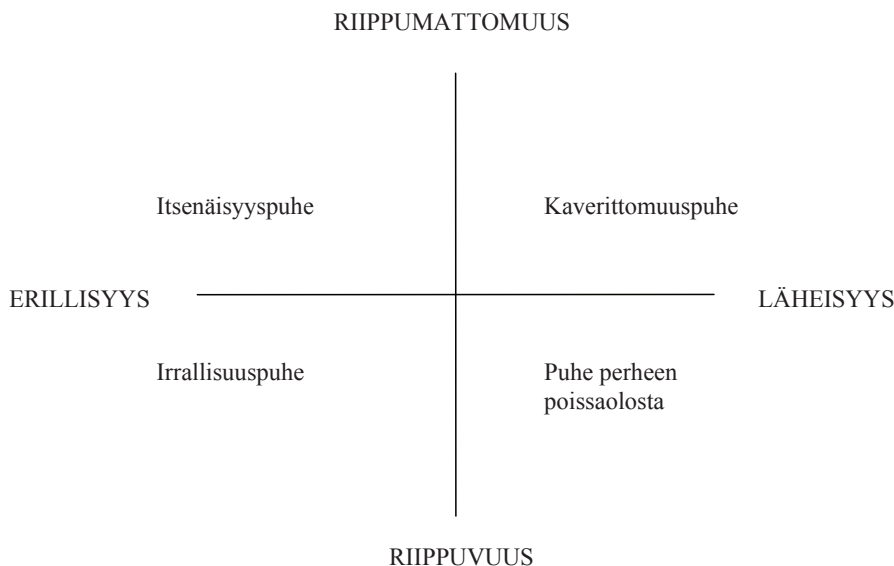 RIIPPUMATTOMUUS
Itsenäisyyspuhe
Kaverittomuuspuhe
ERILLISYYS
LÄHEISYYS
Irrallisuuspuhe
Puhe perheen
poissaolosta
RIIPPUVUUS